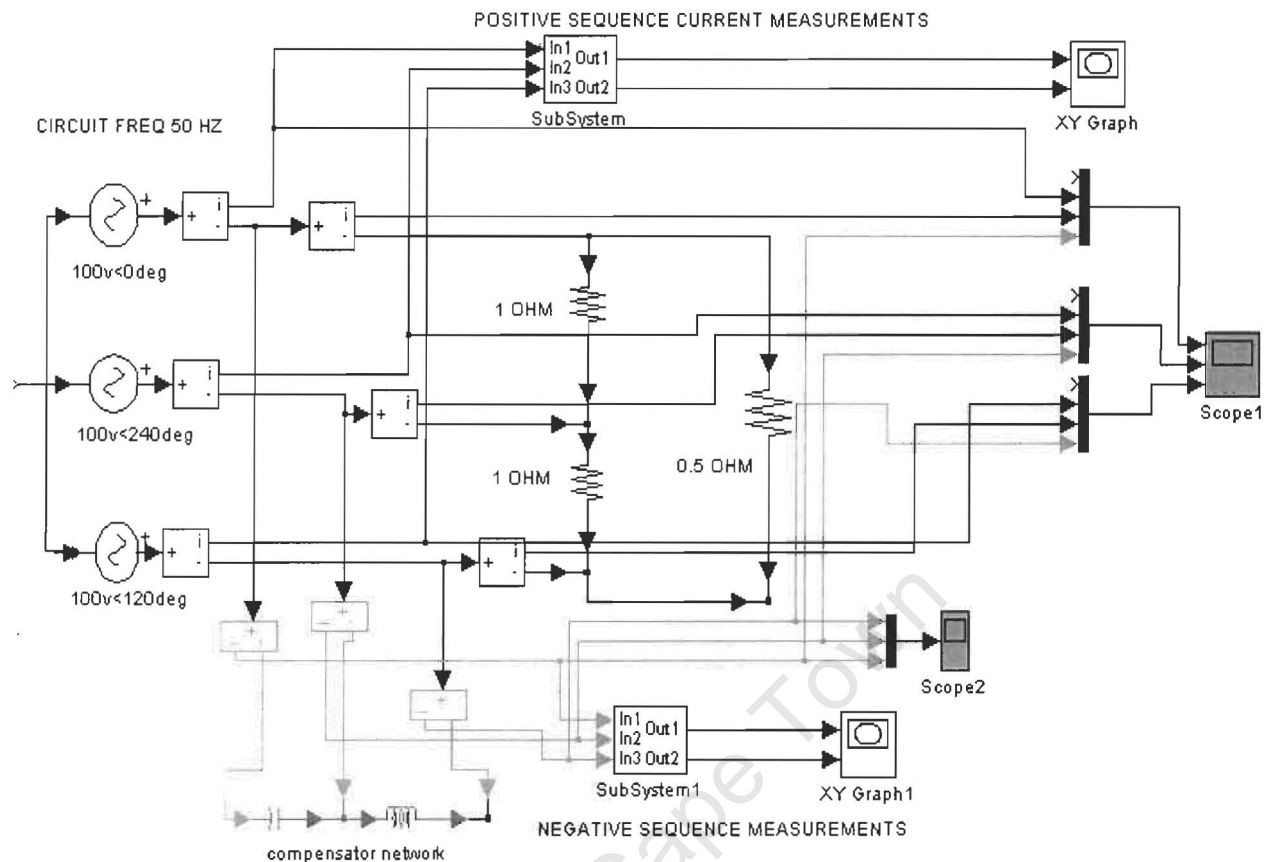 POSITIVE SEQUENCE CURRENT MEASUREMENTS
In1
In2
In3
Out1
Out2
SubSystem
XY Graph
CIRCUIT FREQ 50 HZ
+
+ i -
+ i -
100v<0deg
1 OHM
+
+ i -
+ i -
100v<240deg
Scope1
1 OHM
0.5 OHM
+
+ i -
+ i -
100v<120deg
+
+
+
Scope2
In1
In2
In3
Out1
Out2
SubSystem1
XY Graph1
NEGATIVE SEQUENCE MEASUREMENTS
compensator network
Cape Town